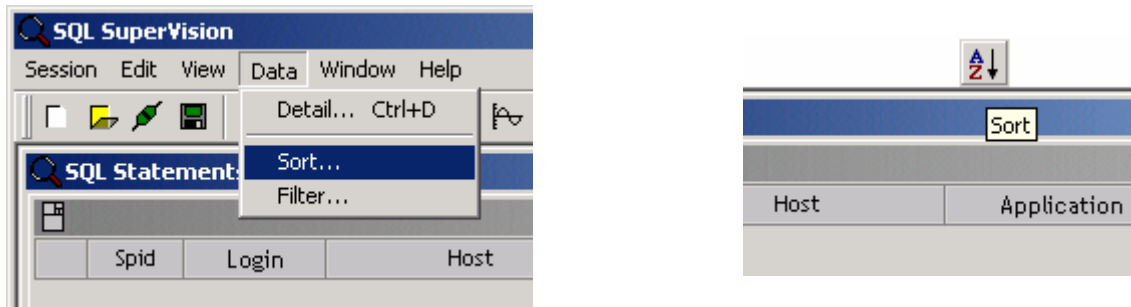 SQL SuperVision
Session Edit View Data Window Help
Detail... Ctrl+D
Sort...
Filter...
SQL Statement
Spid Login Host
A
Z
Sort
Host Application